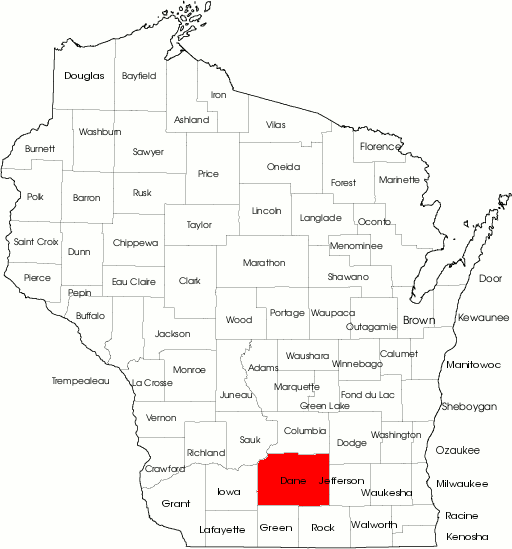 Douglas
Bayfield
Iron
Ashland
Vilas
Washburn
Burnett
Sawyer
Florence
Oneida
Price
Forest
Marinette
Polk
Barron
Rusk
Lincoln
Langlade
Oconto
Taylor
Saint Croix
Dunn
Chippewa
Menominee
Marathon
Shawano
Pierce
Eau Claire
Clark
Door
Pepin
Buffalo
Wood
Portage
Waupaca
Outagamie
Brown
Kewaunee
Jackson
Waushara
Calumet
Winnebago
Manitowoc
Adams
Monroe
Trempealeau
La Crosse
Marquette
Juneau
Fond du Lac
Green Lake
Sheboygan
Vernon
Columbia
Washington
Sauk
Dodge
Richland
Ozaukee
Crawford
Dane
Jefferson
Milwaukee
Iowa
Waukesha
Grant
Racine
Lafayette
Green
Rock
Walworth
Kenosha